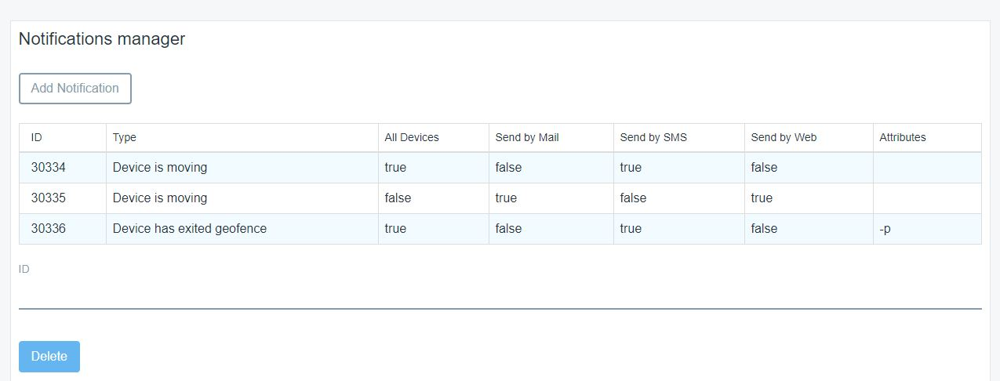 Notifications manager
Add Notification
ID Type All Devices Send by Mail Send by SMS Send by Web Attributes
30334 Device is moving true false true false
30335 Device is moving false true false true
30336 Device has exited geofence true false true false -p
ID
Delete